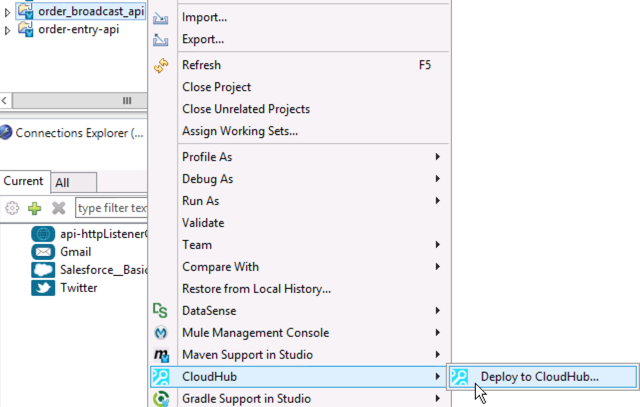 order_broadcast_api
order-entry-api
Connections Explorer (...
Current
All
type filter tex
api-httpListener
Gmail
Salesforce__Basi
Twitter
Import...
Export...
Refresh F5
Close Project
Close Unrelated Projects
Assign Working Sets...
Profile As
Debug As
Run As
Validate
Team
Compare With
Restore from Local History...
DS DataSense
Mule Management Console
Maven Support in Studio
CloudHub
Gradle Support in Studio
Deploy to CloudHub...